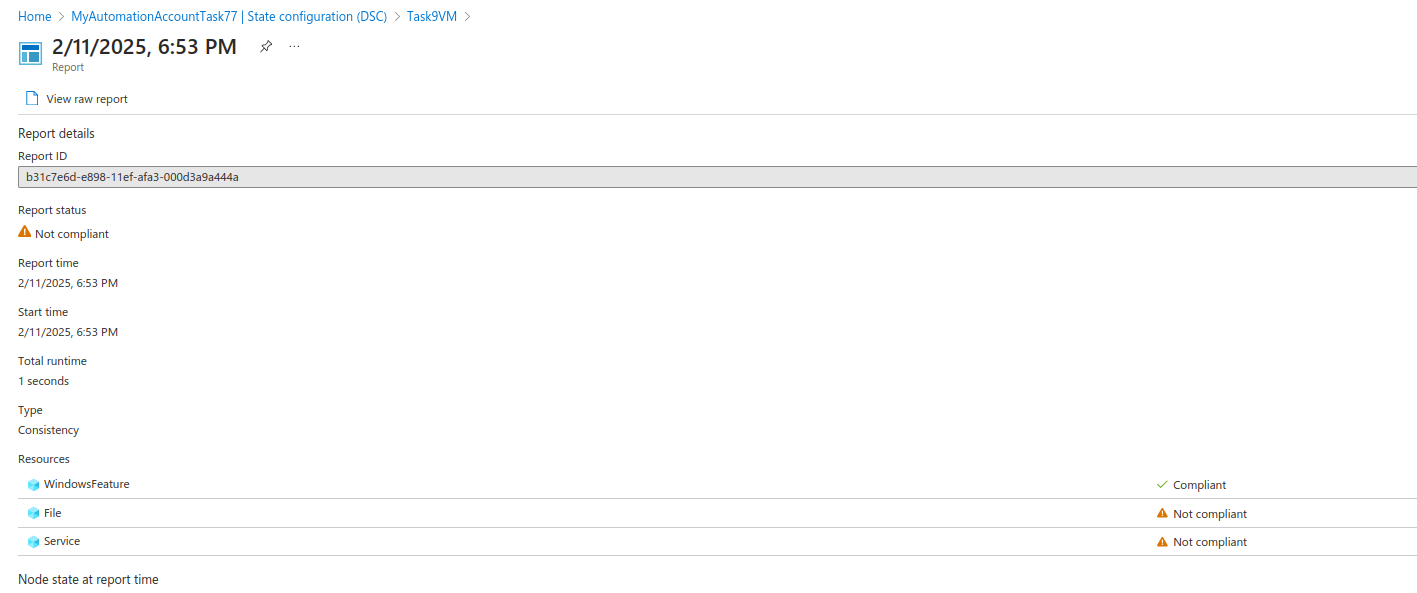 Home > MyAutomationAccountTask77 | State configuration (DSC) > Task9VM >
2/11/2025, 6:53 PM ...
Report
View raw report
Report details
Report ID
b31c7e6d-e898-11ef-afa3-000d3a9a444a
Report status
Not compliant
Report time
2/11/2025, 6:53 PM
Start time
2/11/2025, 6:53 PM
Total runtime
1 seconds
Type
Consistency
Resources
WindowsFeature Compliant
File Not compliant
Service Not compliant
Node state at report time